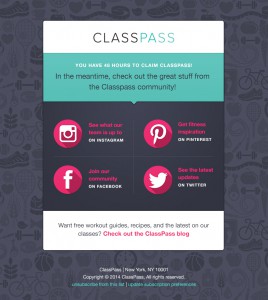 CLASSPASS
YOU HAVE 48 HOURS TO CLAIM CLASSPASS!
In the meantime, check out the great stuff from
the Classpass community!
See what our
team is up to
ON INSTAGRAM
Get fitness
inspiration
ON PINTEREST
Join our
community
ON FACEBOOK
See the latest
updates
ON TWITTER
Want free workout guides, recipes, and the latest on our
classes? Check out the ClassPass blog
ClassPass | New York, NY 10001
Copyright © 2014 ClassPass, All rights reserved.
unsubscribe from this list | update subscription preferences